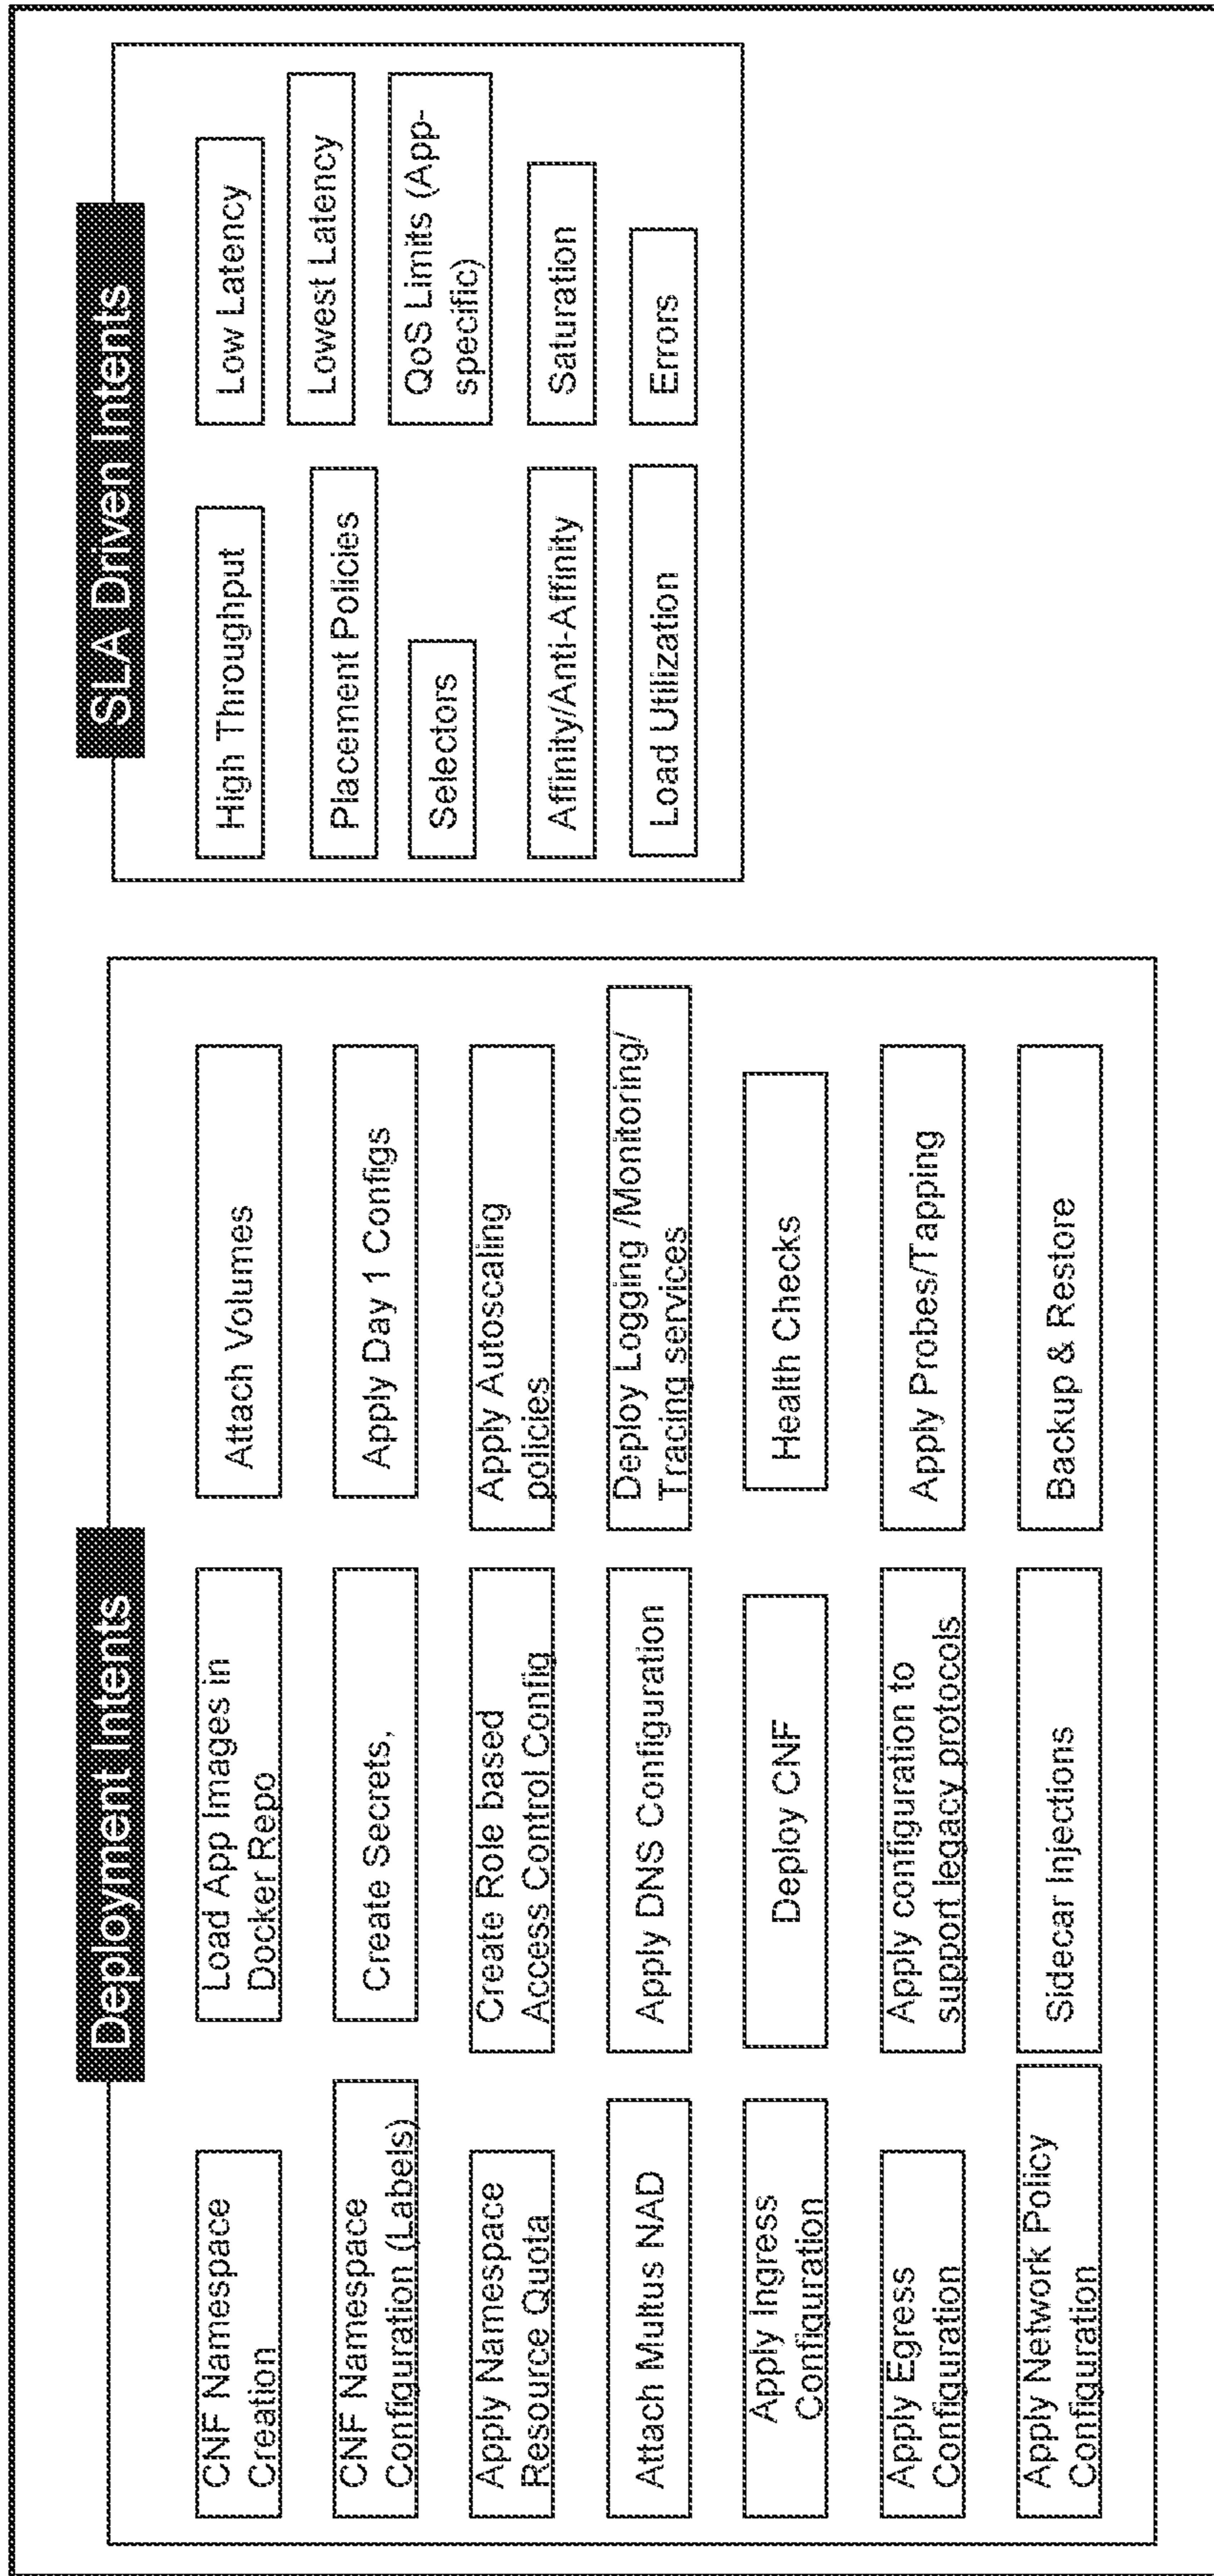 Deployment Intents
CNF Namespace
Creation
CNF Namespace
Configuration (Labels)
Apply Namespace
Resource Quota
Attach Multus NAD
Apply Ingress
Configuration
Apply Egress
Configuration
Apply Network Policy
Configuration
Load App Images in
Docker Repo
Create Secrets,
Create Role based
Access Control Config
Apply DNS Configuration
Deploy CNF
Apply configuration to
support legacy protocols
Sidecar Injections
Attach Volumes
Apply Day 1 Configs
Apply Autoscaling
policies
Deploy Logging /Monitoring/
Tracing services
Health Checks
Apply Probes/Tapping
Backup & Restore
SLA Driven Intents
High Throughput
Placement Policies
Selectors
Affinity/Anti-Affinity
Load Utilization
Low Latency
Lowest Latency
QoS Limits (App-
specific)
Saturation
Errors